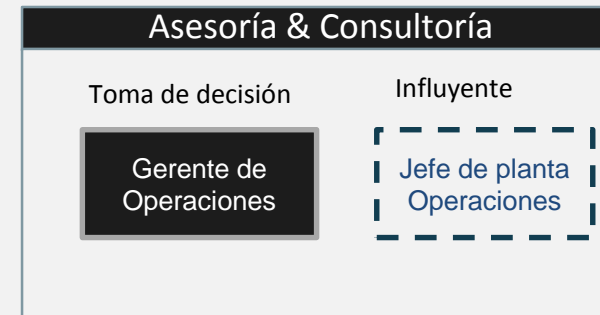 Asesoría & Consultoría
Toma de decisión
Influyente
Gerente de
Operaciones
Jefe de planta
Operaciones